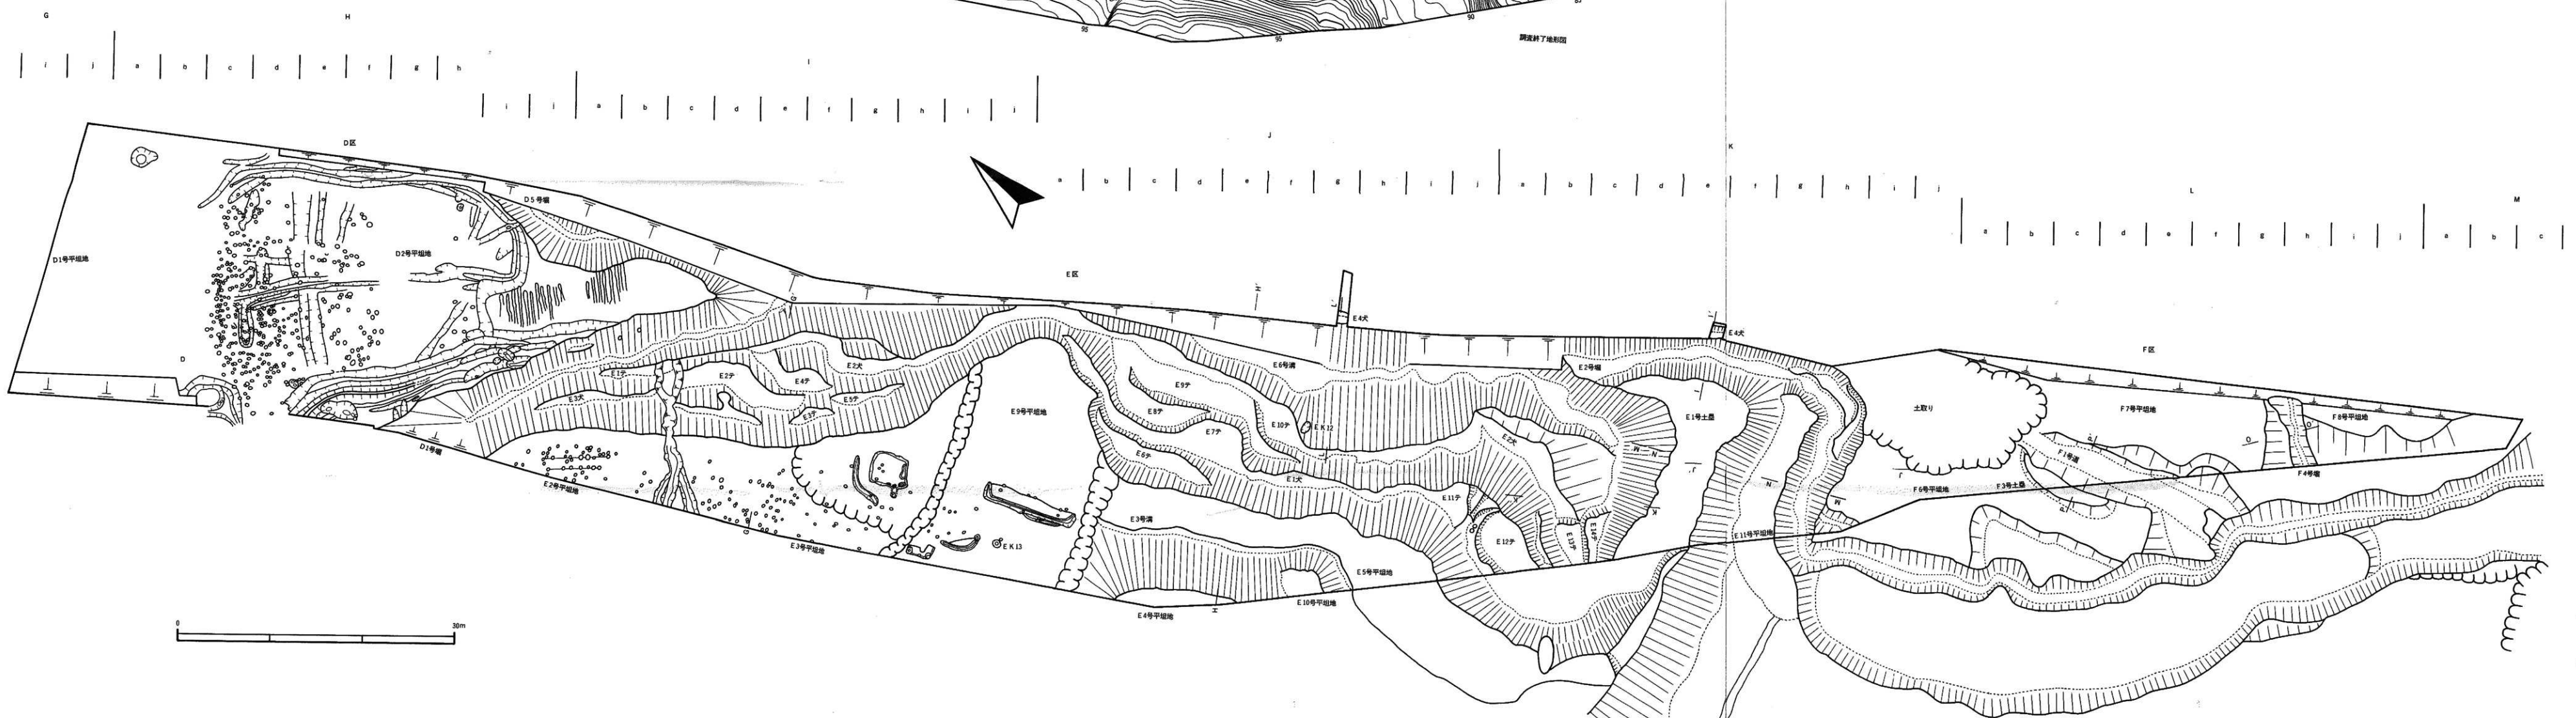 95
95
90
調査終了地形図
G
H
i j a b c d e f g h
I
i j a b c d e f g h i j
J
K
a b c d e f g h i j a b c d e f g h i j
L
M
a b c d e f g h i j a b c
D区
D5号堀
D1号平坦地
D2号平坦地
D
E区
E4犬
E4犬
F区
E1テ
E2テ
E4テ
E2犬
E3犬
E3テ
E5テ
E6号溝
E9テ
E8テ
E7テ
E10テ
EK12
E6テ
E9号平坦地
E2号堀
E1号土塁
E2犬
土取り
F7号平坦地
F8号平坦地
D1号堀
E2号平坦地
E1犬
E11テ
E12テ
E13テ
E14テ
F1号道
F3号土塁
F6号平坦地
F4号堀
E3号溝
EK13
E3号平坦地
E5号平坦地
E11号平坦地
E10号平坦地
E4号平坦地
H
H
K
K
M
M
N
N
O
O
0
30m